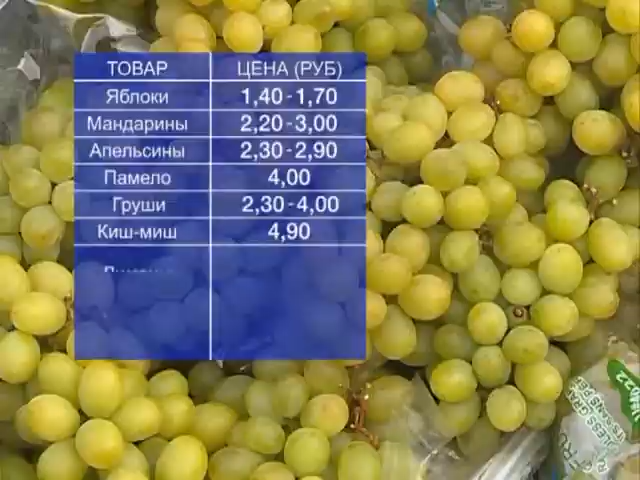 ТОВАР ЦЕНА (РУБ)
Яблоки 1,40-1,70
Мандарины 2,20-3,00
Апельсины 2,30-2,90
Памело 4,00
Груши 2,30-4,00
Киш-миш 4,90